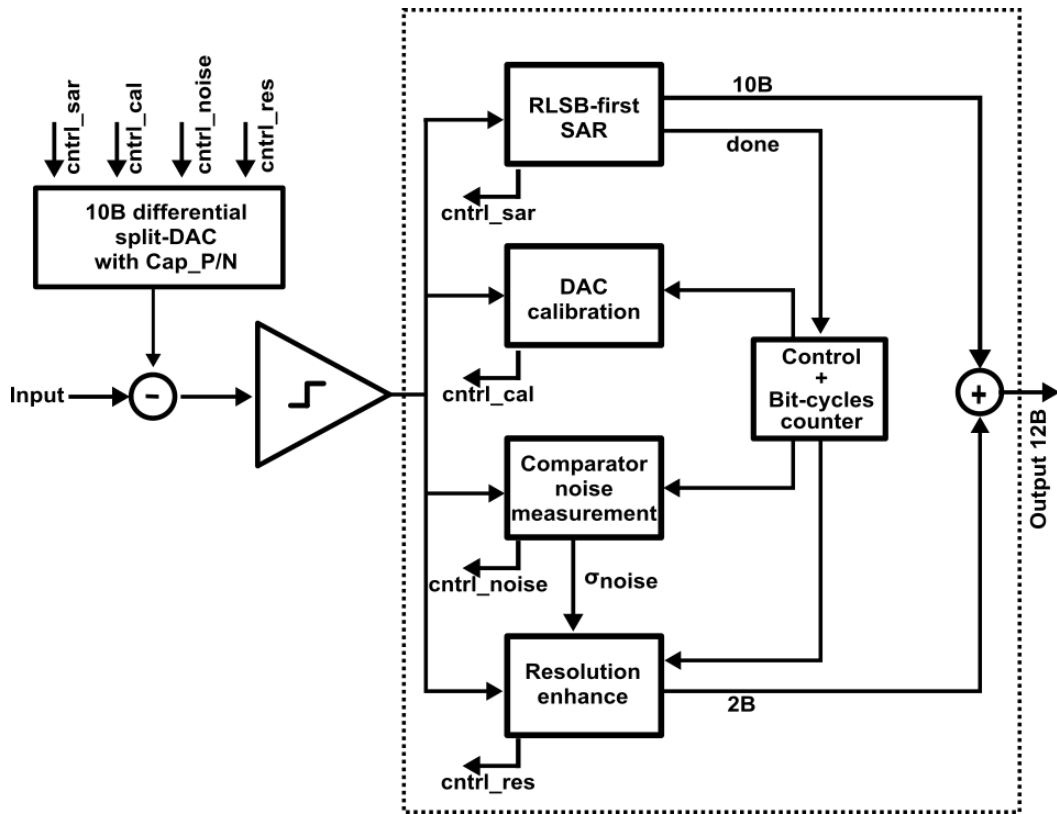 cntrl_sar
cntrl_cal
cntrl_noise
cntrl_res
10B differential
split-DAC
with Cap_P/N
Input
-
RLSB-first
SAR
10B
done
cntrl_sar
DAC
calibration
cntrl_cal
Control
+
Bit-cycles
counter
+
Output 12B
Comparator
noise
measurement
cntrl_noise
σnoise
Resolution
enhance
2B
cntrl_res